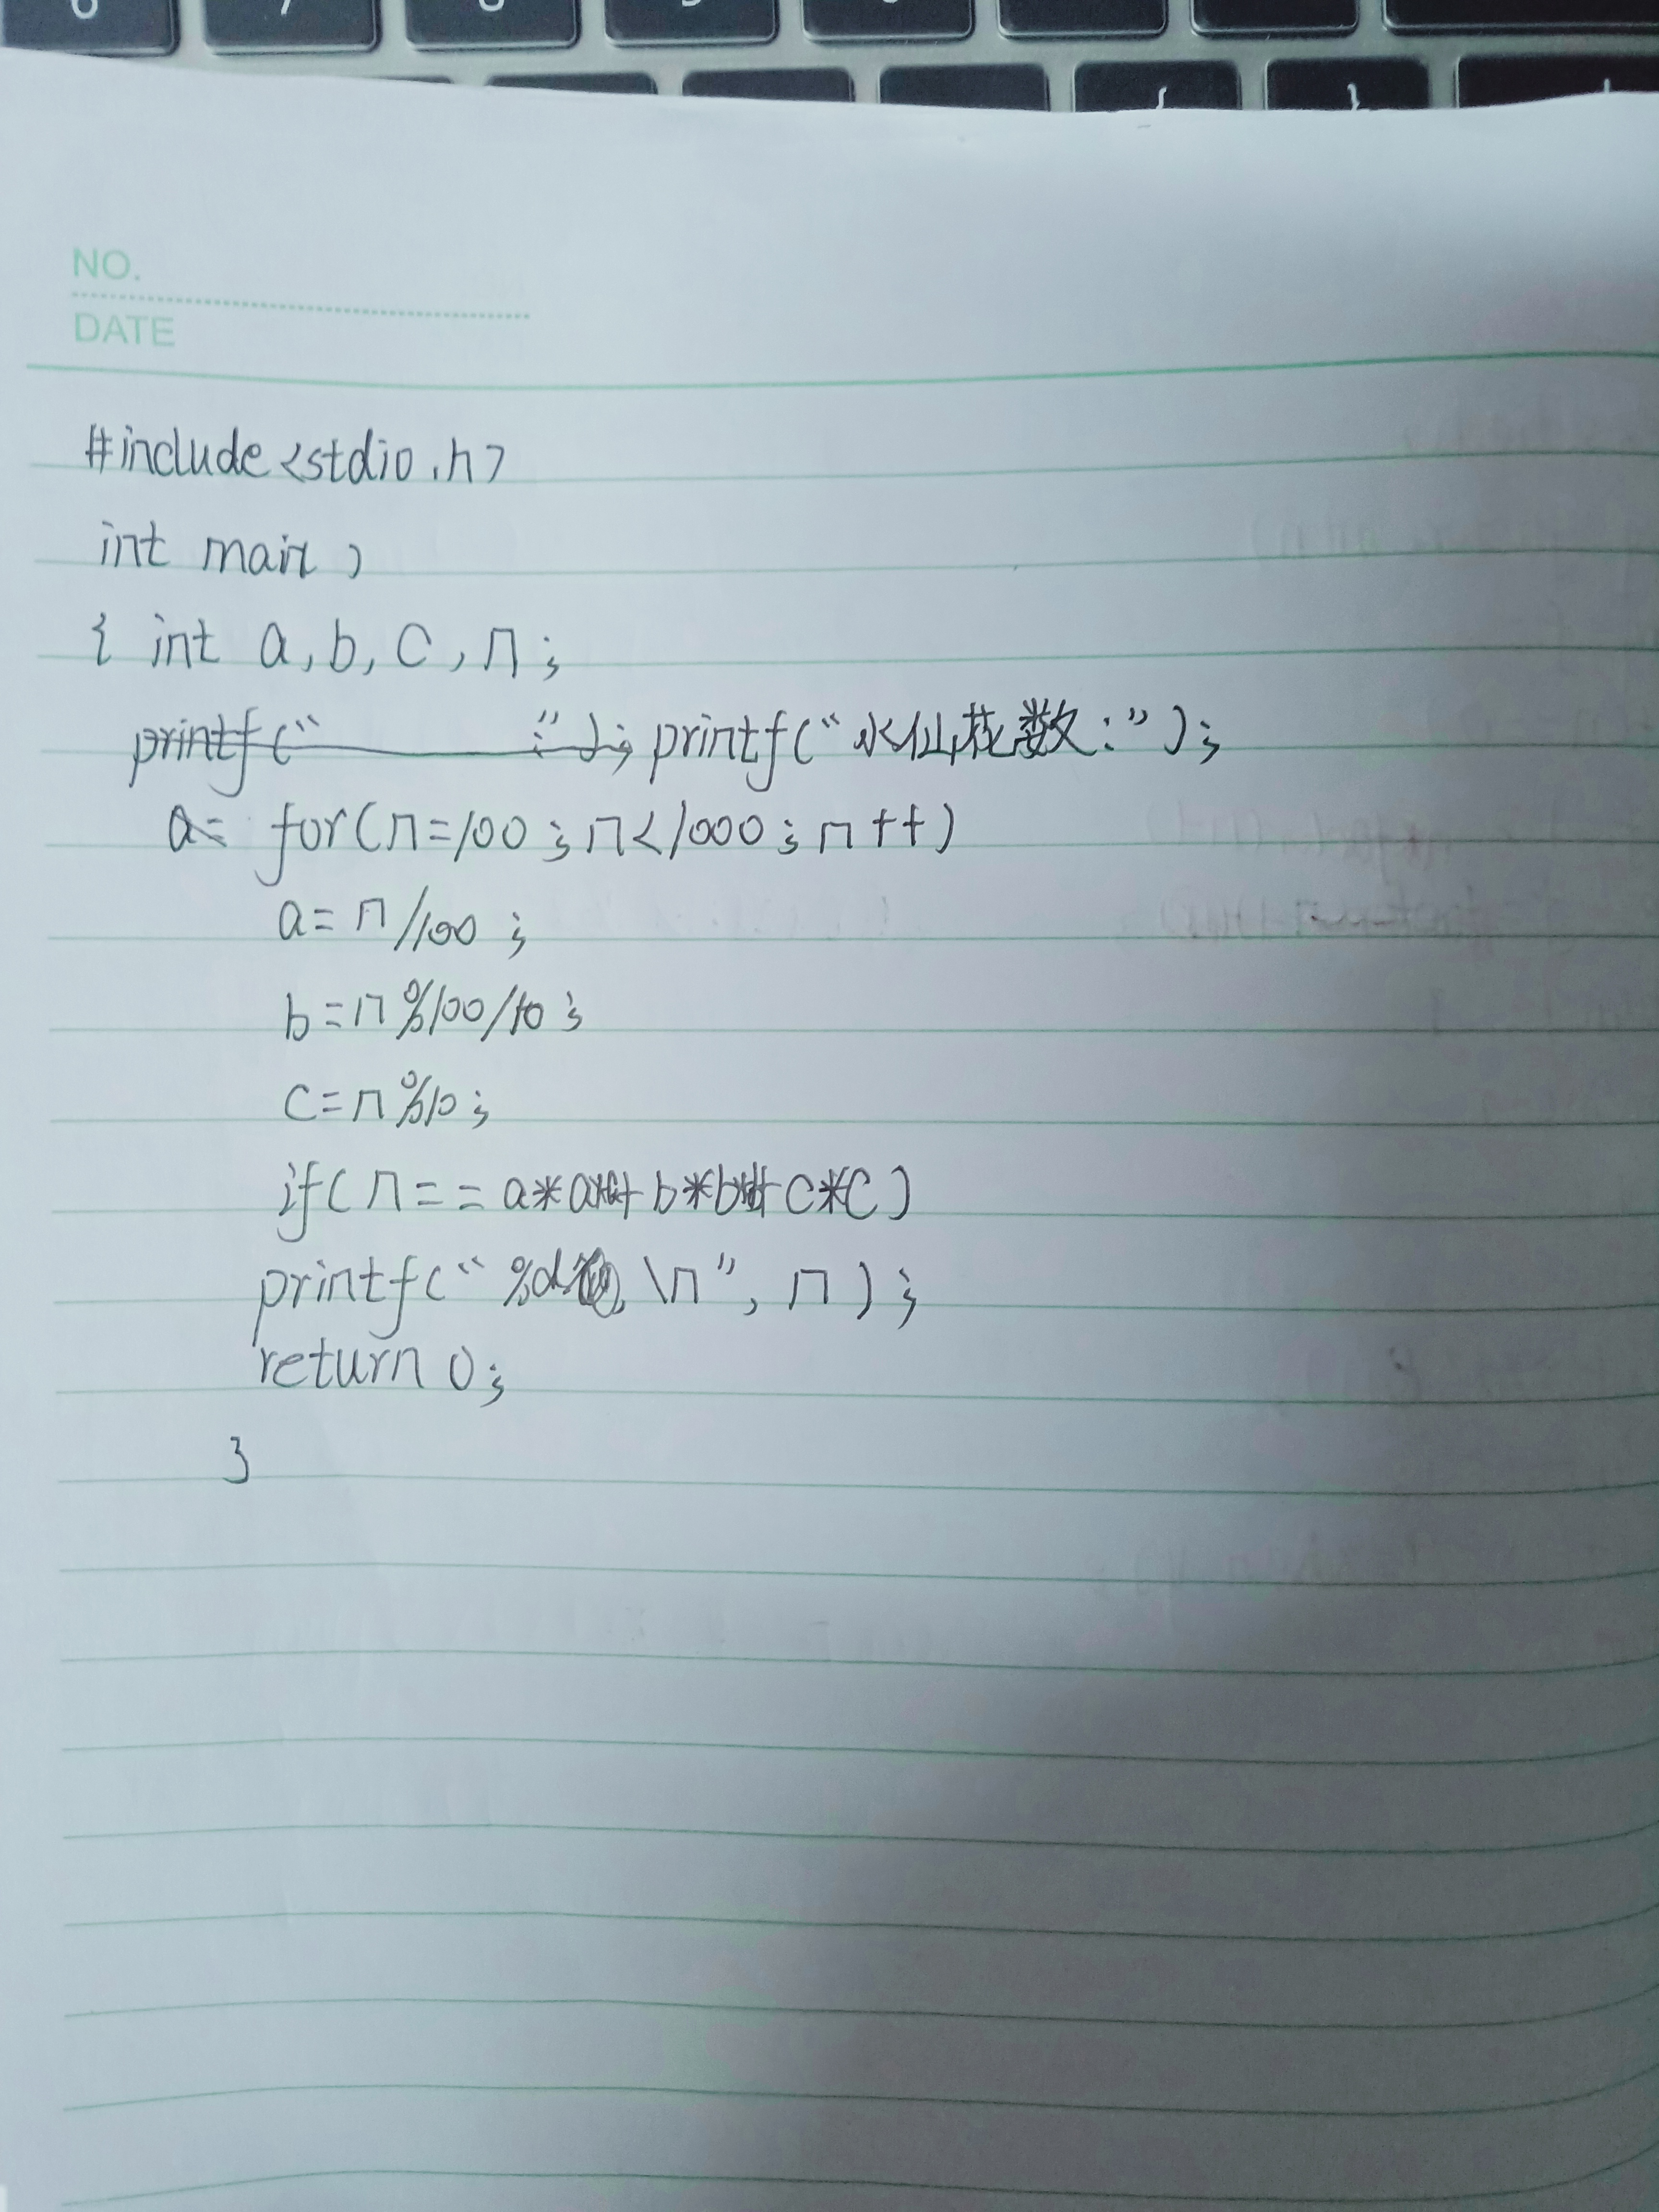 NO.
DATE
#include<stdio.h>
int main()
{ int a, b, c, n;
printf("          :"); printf("水仙花数:");
a= for(n=100; n<1000; n++)
a=n/100;
b=n%100/10;
c=n%10;
if(n==a*a*a+b*b*b+c*c)
printf("%d \n", n);
return 0;
}